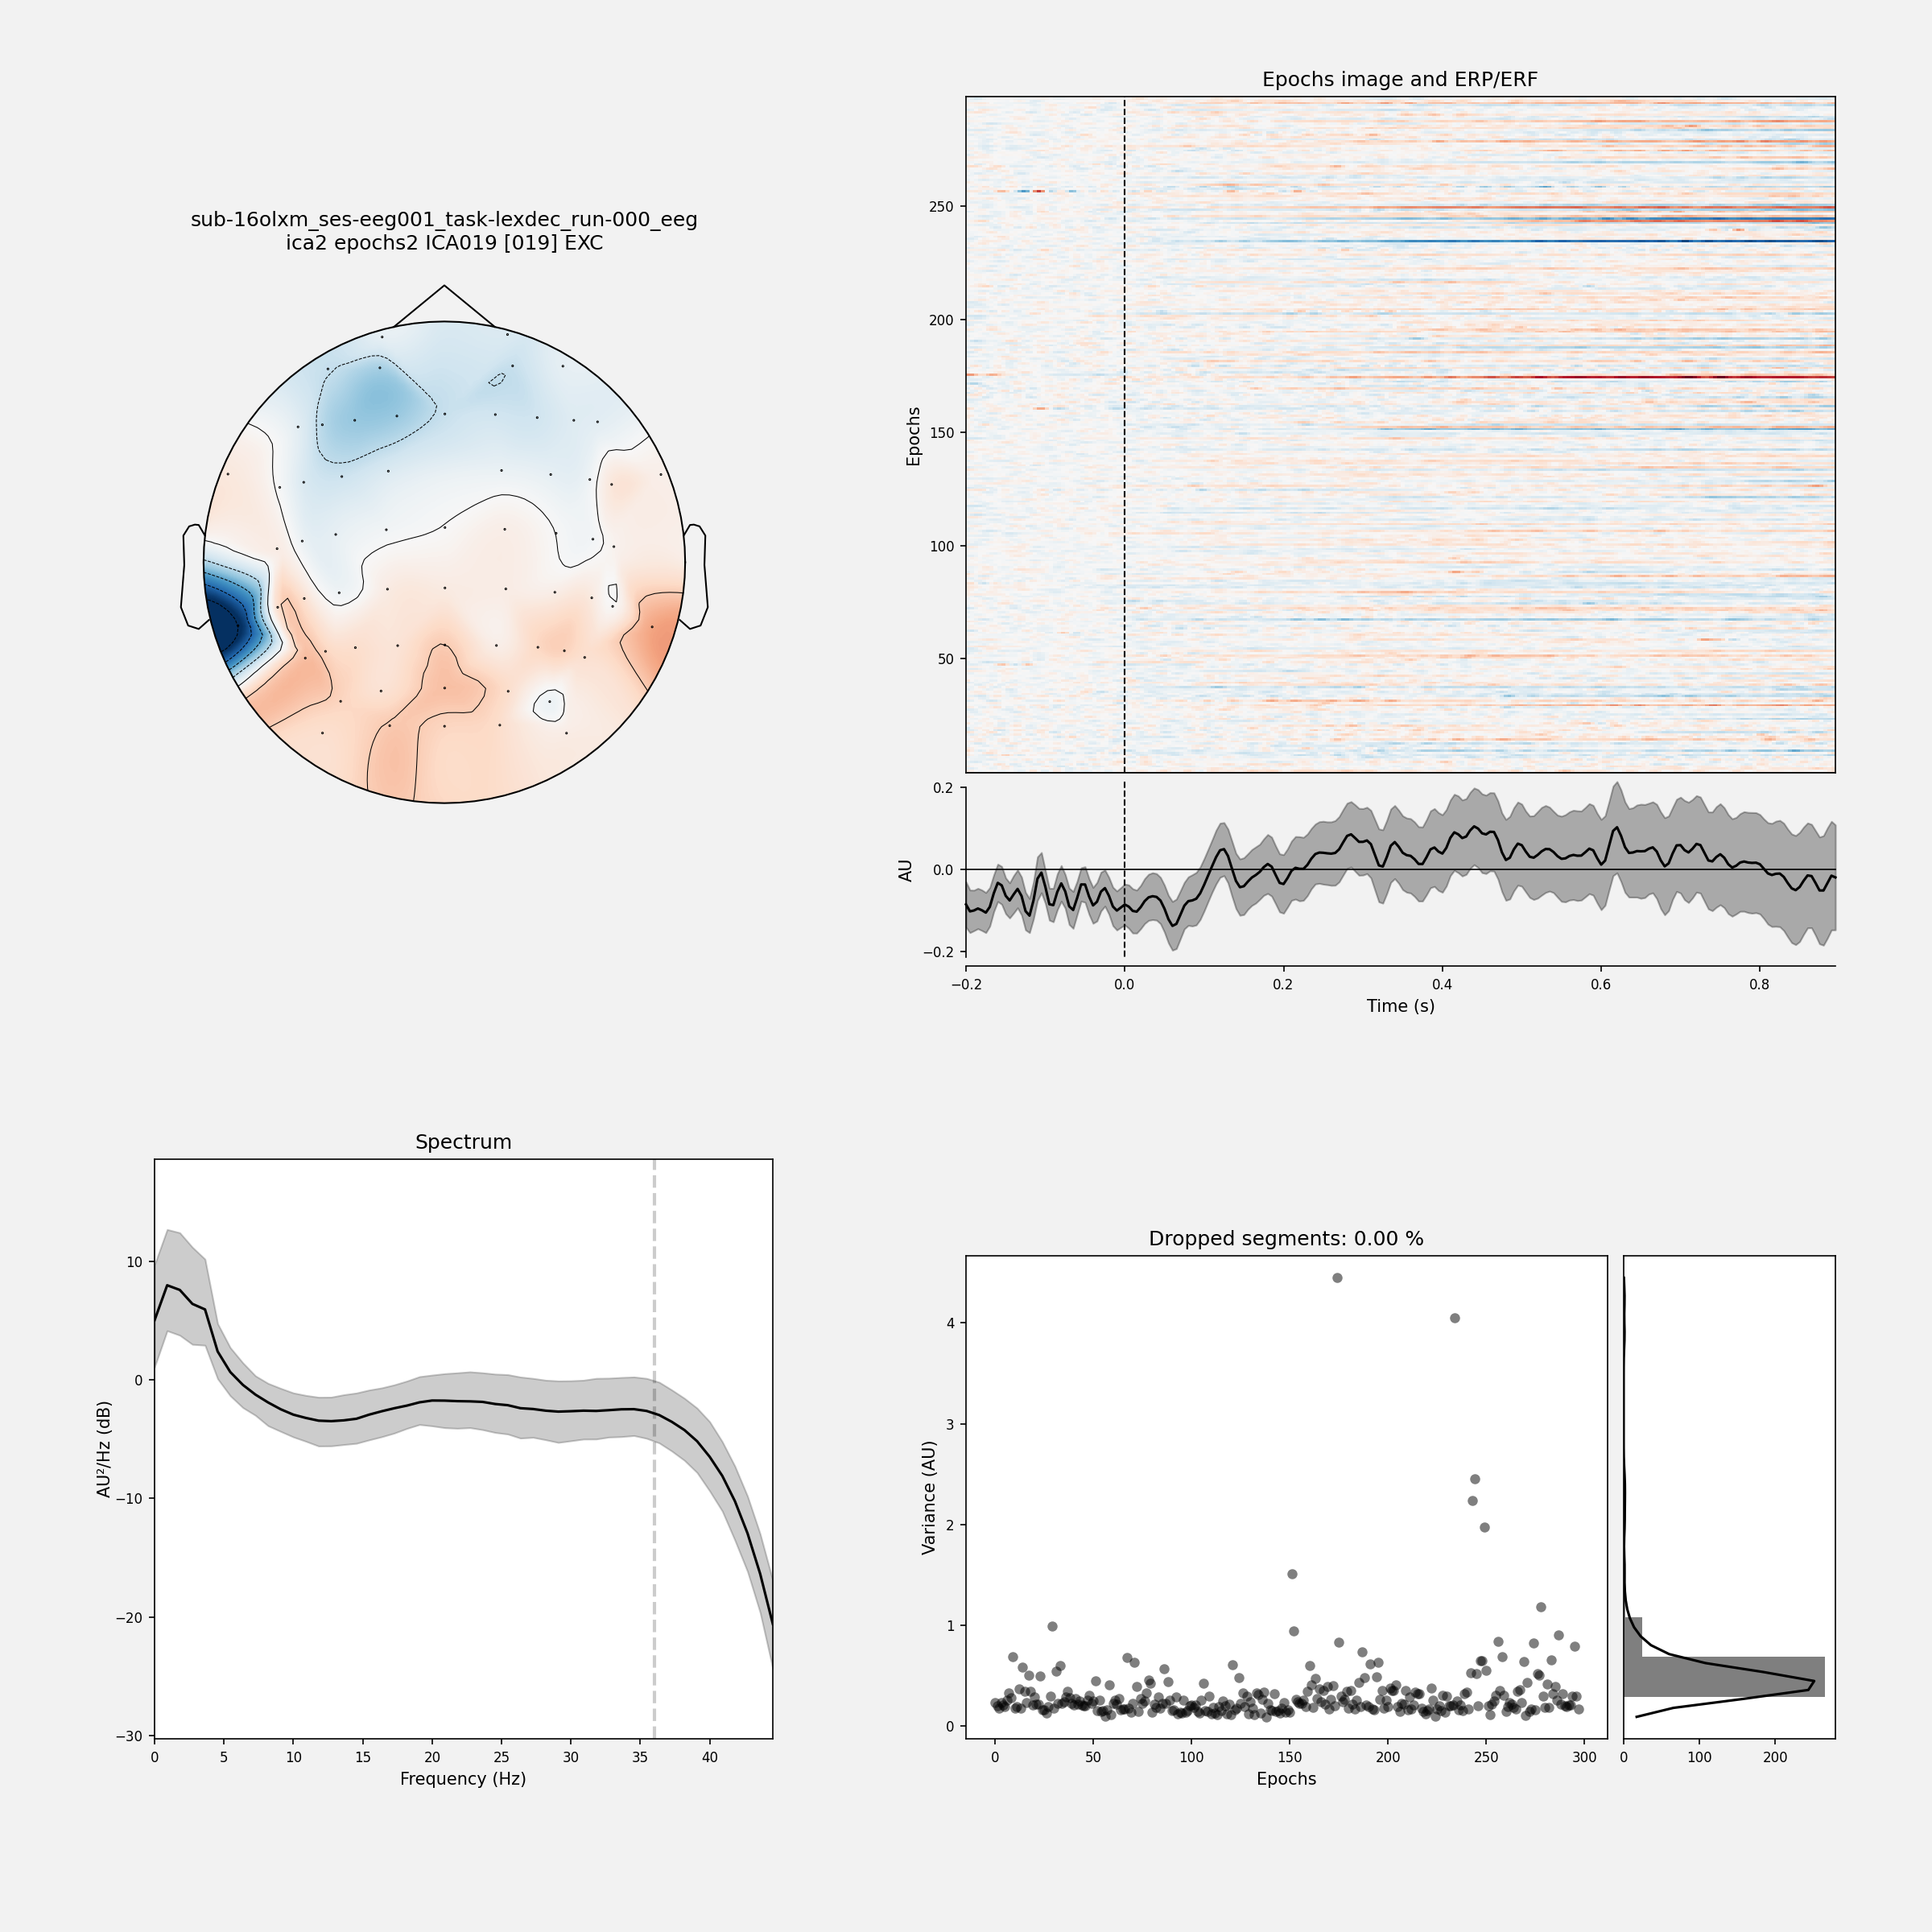 sub-16olxm_ses-eeg001_task-lexdec_run-000_eeg
ica2 epochs2 ICA019 [019] EXC
Epochs image and ERP/ERF
Epochs
250
200
150
100
50
AU
0.2
0.0
−0.2
−0.2 0.0 0.2 0.4 0.6 0.8
Time (s)
Spectrum
AU²/Hz (dB)
10
0
−10
−20
−30
0 5 10 15 20 25 30 35 40
Frequency (Hz)
Dropped segments: 0.00 %
Variance (AU)
4
3
2
1
0
0 50 100 150 200 250 300
Epochs
0 100 200